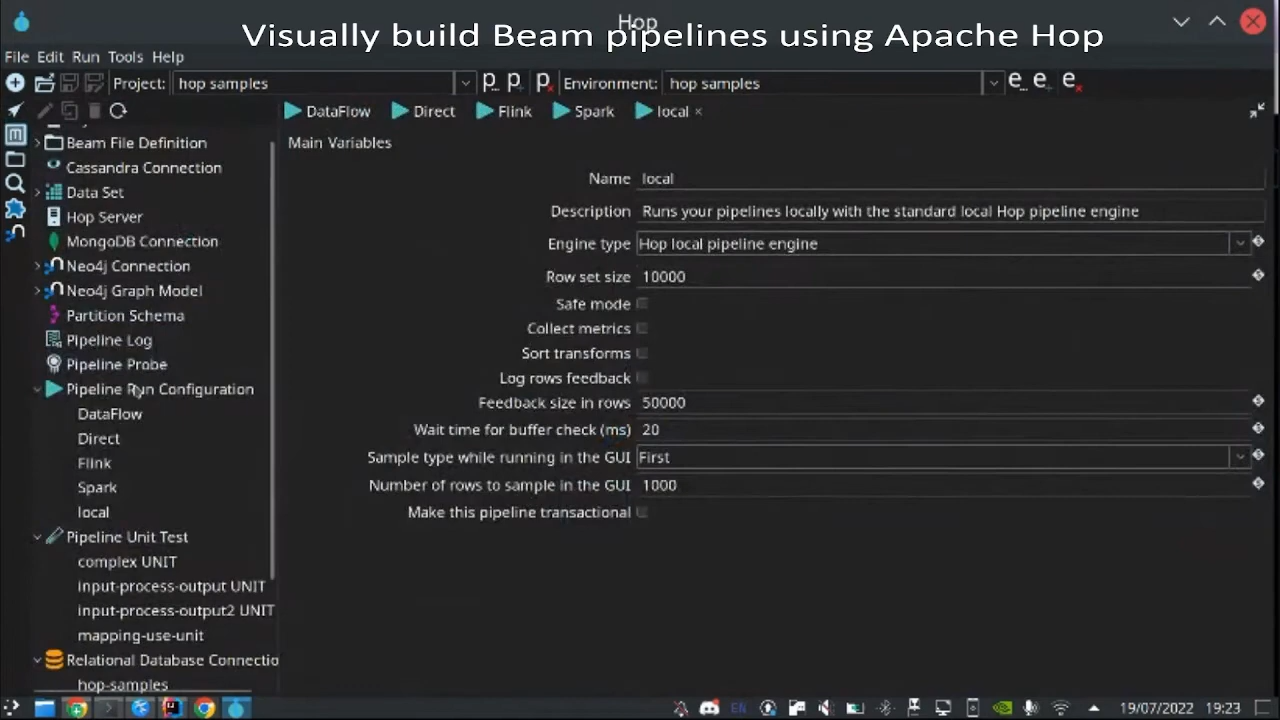 Hop
Visually build Beam pipelines using Apache Hop
File Edit Run Tools Help
Project: hop samples Environment: hop samples
DataFlow Direct Flink Spark local
Beam File Definition
Cassandra Connection
Data Set
Hop Server
MongoDB Connection
Neo4j Connection
Neo4j Graph Model
Partition Schema
Pipeline Log
Pipeline Probe
Pipeline Run Configuration
DataFlow
Direct
Flink
Spark
local
Pipeline Unit Test
complex UNIT
input-process-output UNIT
input-process-output2 UNIT
mapping-use-unit
Relational Database Connectio
hop-samples
Main Variables
Name local
Description Runs your pipelines locally with the standard local Hop pipeline engine
Engine type Hop local pipeline engine
Row set size 10000
Safe mode
Collect metrics
Sort transforms
Log rows feedback
Feedback size in rows 50000
Wait time for buffer check (ms) 20
Sample type while running in the GUI First
Number of rows to sample in the GUI 1000
Make this pipeline transactional
EN 19/07/2022 19:23